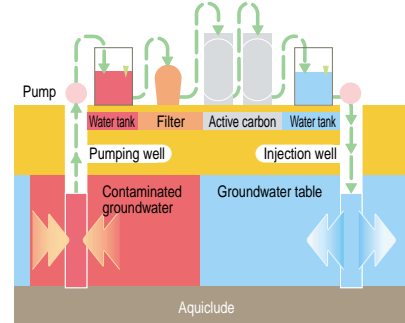 Pump
Water tank
Filter
Active carbon
Water tank
Pumping well
Injection well
Contaminated
groundwater
Groundwater table
Aquiclude